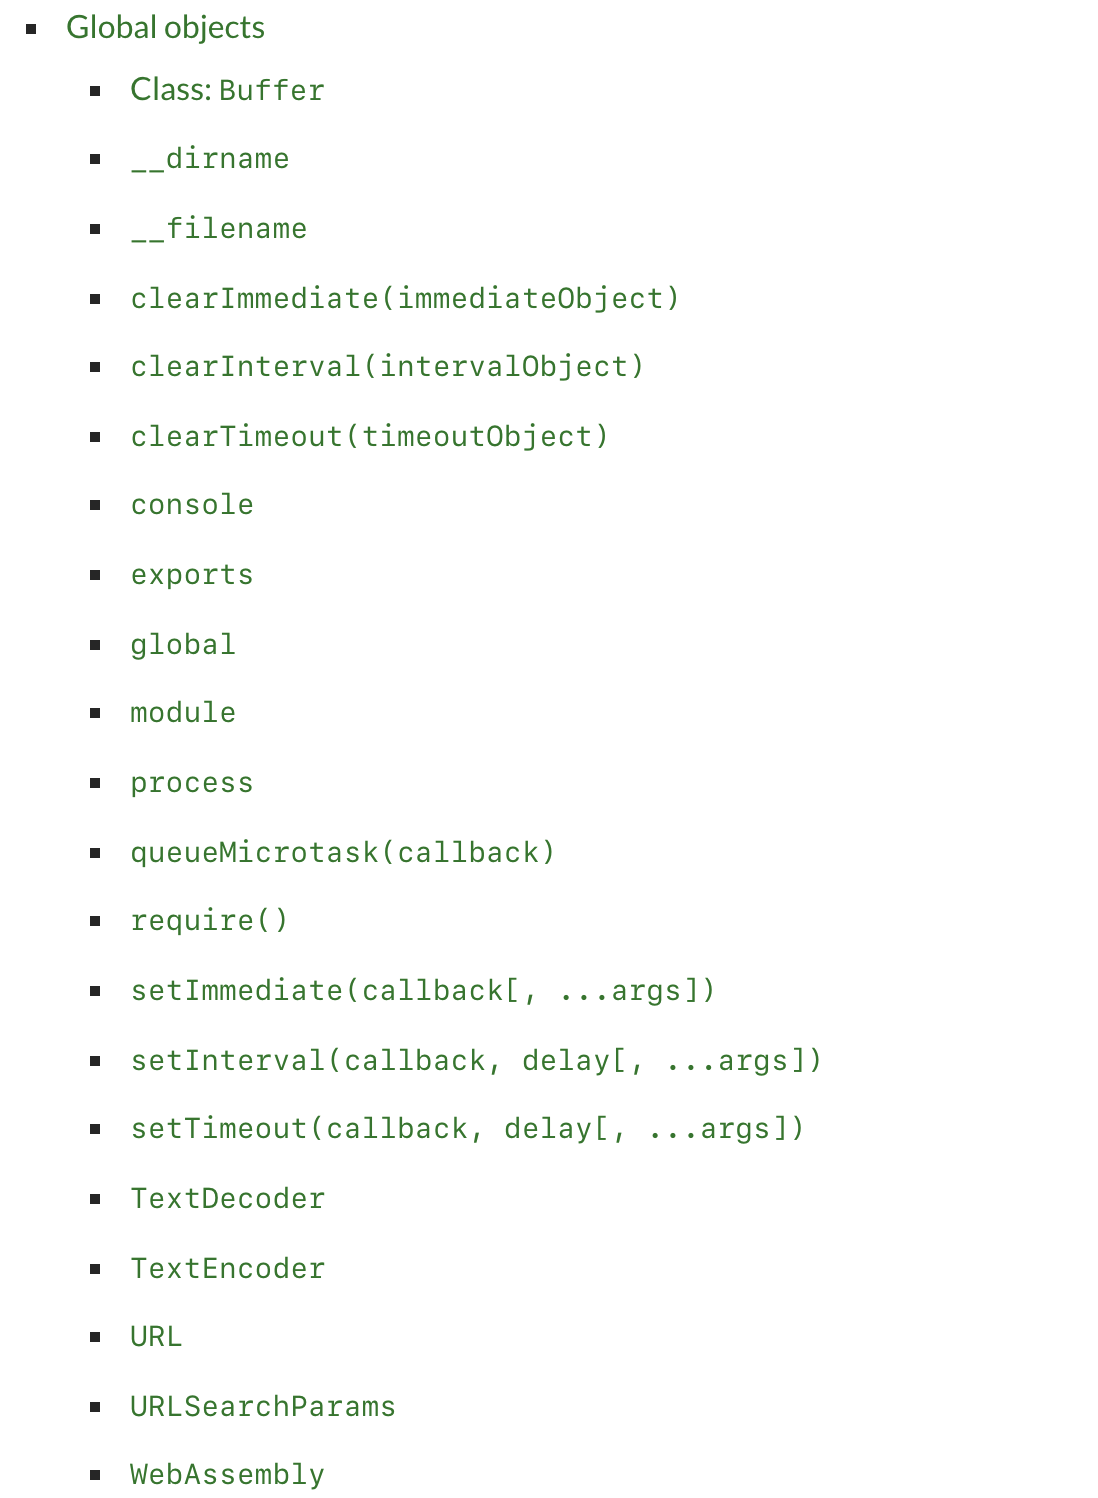 Global objects
Class: Buffer
__dirname
__filename
clearImmediate(immediateObject)
clearInterval(intervalObject)
clearTimeout(timeoutObject)
console
exports
global
module
process
queueMicrotask(callback)
require()
setImmediate(callback[, ...args])
setInterval(callback, delay[, ...args])
setTimeout(callback, delay[, ...args])
TextDecoder
TextEncoder
URL
URLSearchParams
WebAssembly